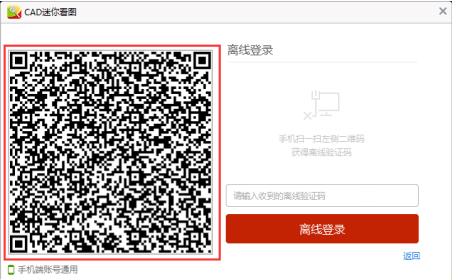 CAD迷你看图
离线登录
手机扫一扫左侧二维码
获得离线验证码
请输入收到的离线验证码
离线登录
返回
手机端账号通用